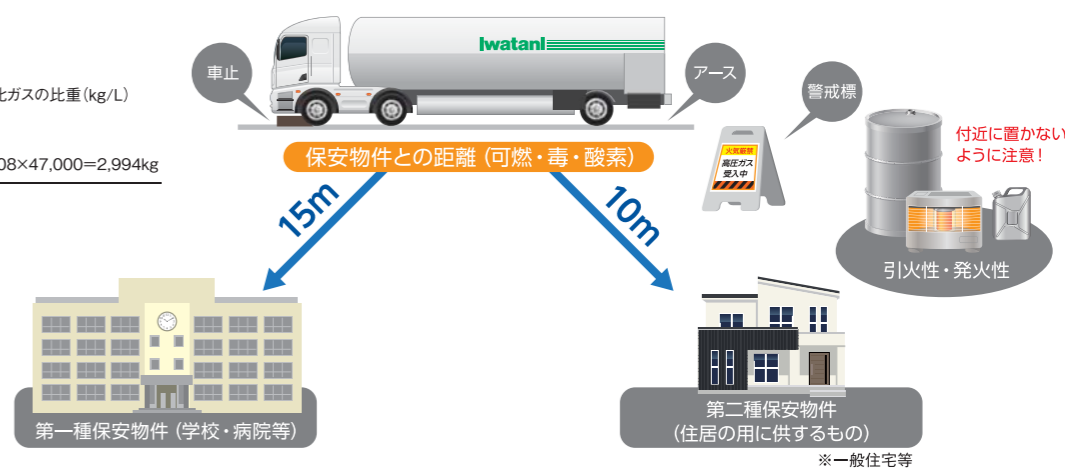 Iwatani
車止
アース
警戒標
化ガスの比重(kg/L)
08×47,000=2,994kg
保安物件との距離(可燃・毒・酸素)
火気厳禁
高圧ガス
受入中
付近に置かない
ように注意!
15m
10m
引火性・発火性
第一種保安物件(学校・病院等)
第二種保安物件
(住居の用に供するもの)
※一般住宅等